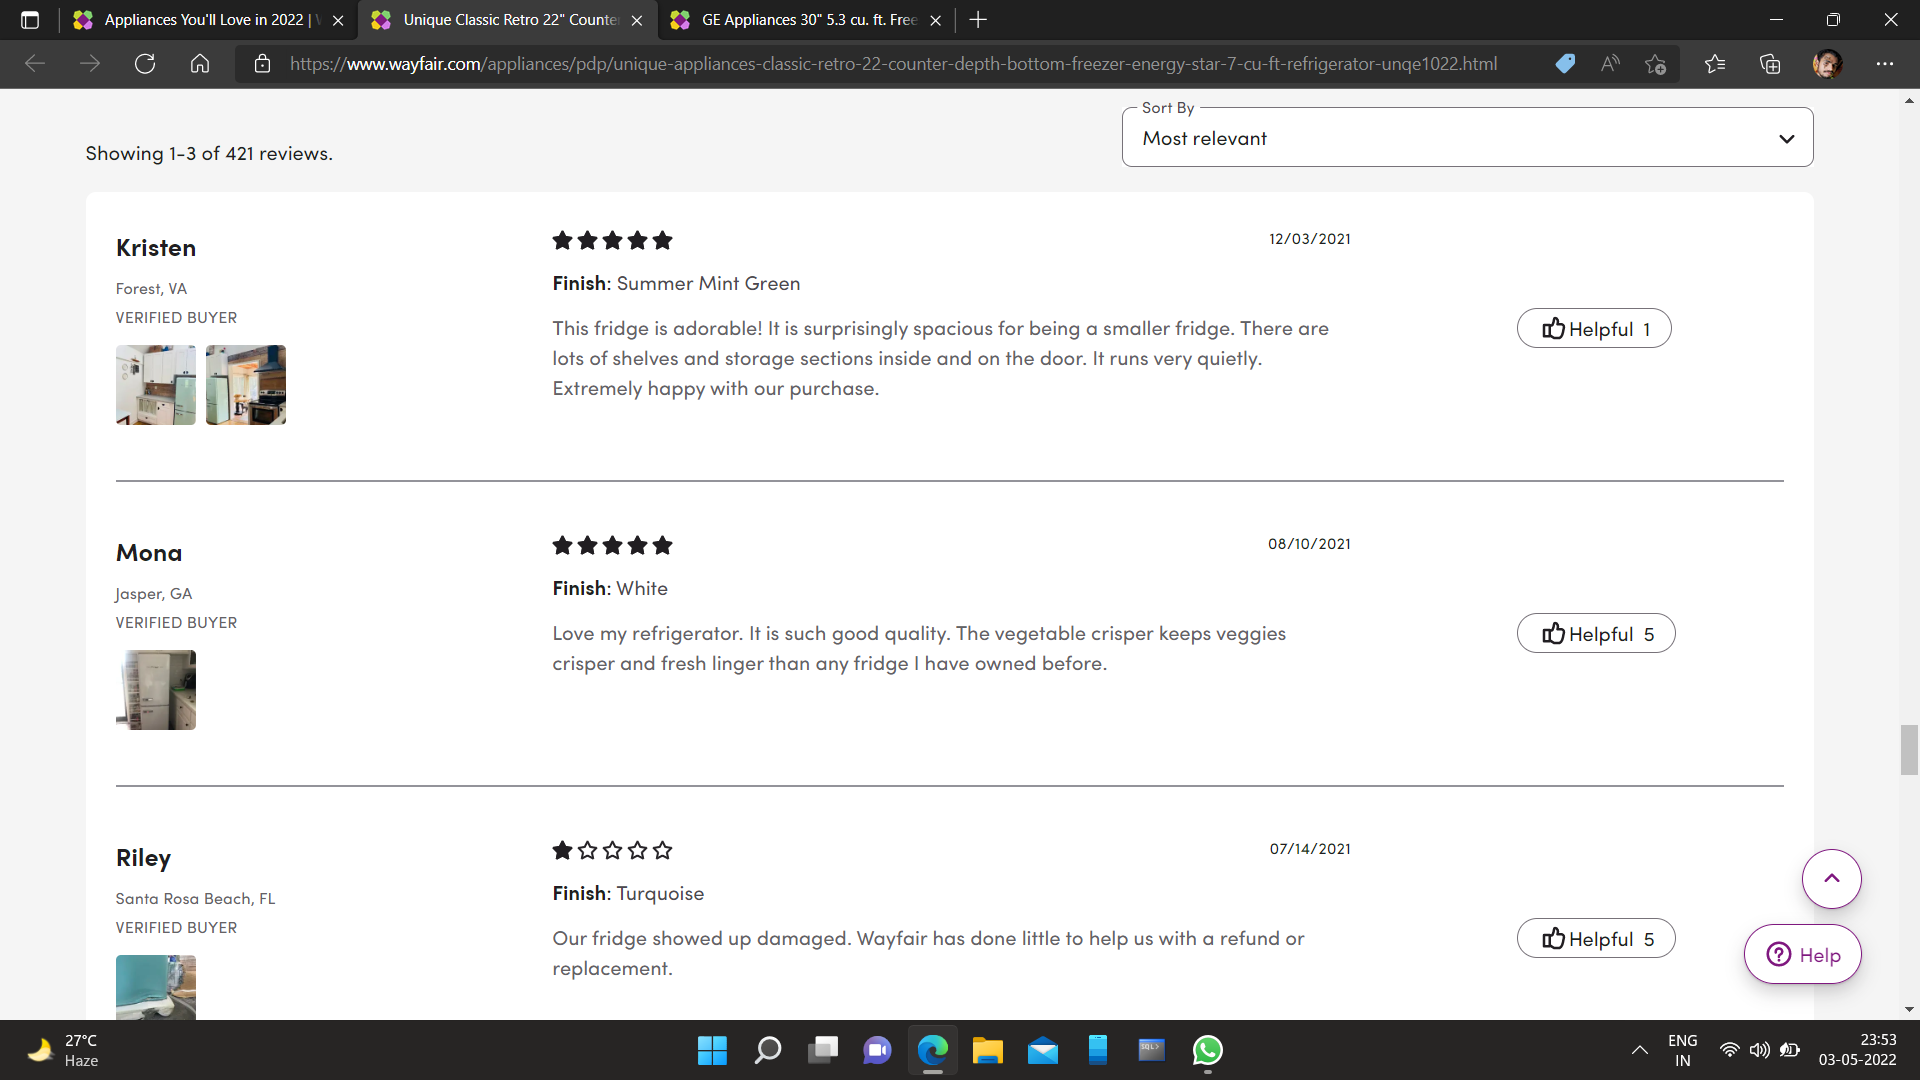 Appliances You'll Love in 2022 |
Unique Classic Retro 22" Counte
GE Appliances 30" 5.3 cu. ft. Free
https://www.wayfair.com/appliances/pdp/unique-appliances-classic-retro-22-counter-depth-bottom-freezer-energy-star-7-cu-ft-refrigerator-unqe1022.html
Showing 1-3 of 421 reviews.
Sort By
Most relevant
Kristen
Forest, VA
VERIFIED BUYER
12/03/2021
Finish: Summer Mint Green
This fridge is adorable! It is surprisingly spacious for being a smaller fridge. There are
lots of shelves and storage sections inside and on the door. It runs very quietly.
Extremely happy with our purchase.
Helpful 1
Mona
Jasper, GA
VERIFIED BUYER
08/10/2021
Finish: White
Love my refrigerator. It is such good quality. The vegetable crisper keeps veggies
crisper and fresh linger than any fridge I have owned before.
Helpful 5
Riley
Santa Rosa Beach, FL
VERIFIED BUYER
07/14/2021
Finish: Turquoise
Our fridge showed up damaged. Wayfair has done little to help us with a refund or
replacement.
Helpful 5
Help
27°C
Haze
SQL>
ENG
IN
23:53
03-05-2022